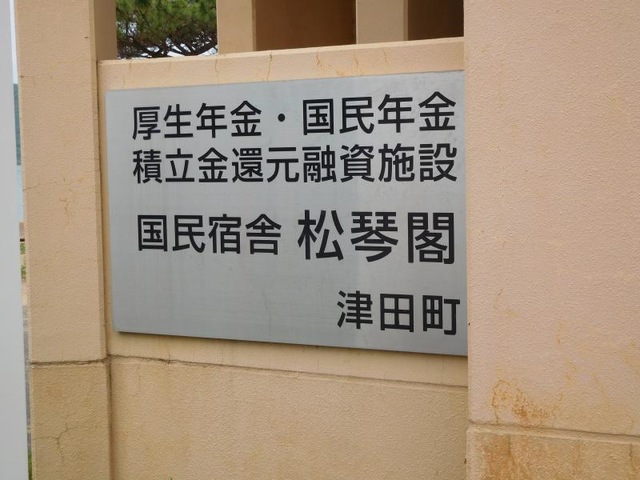 厚生年金・国民年金
積立金還元融資施設
国民宿舎 松琴閣
津田町